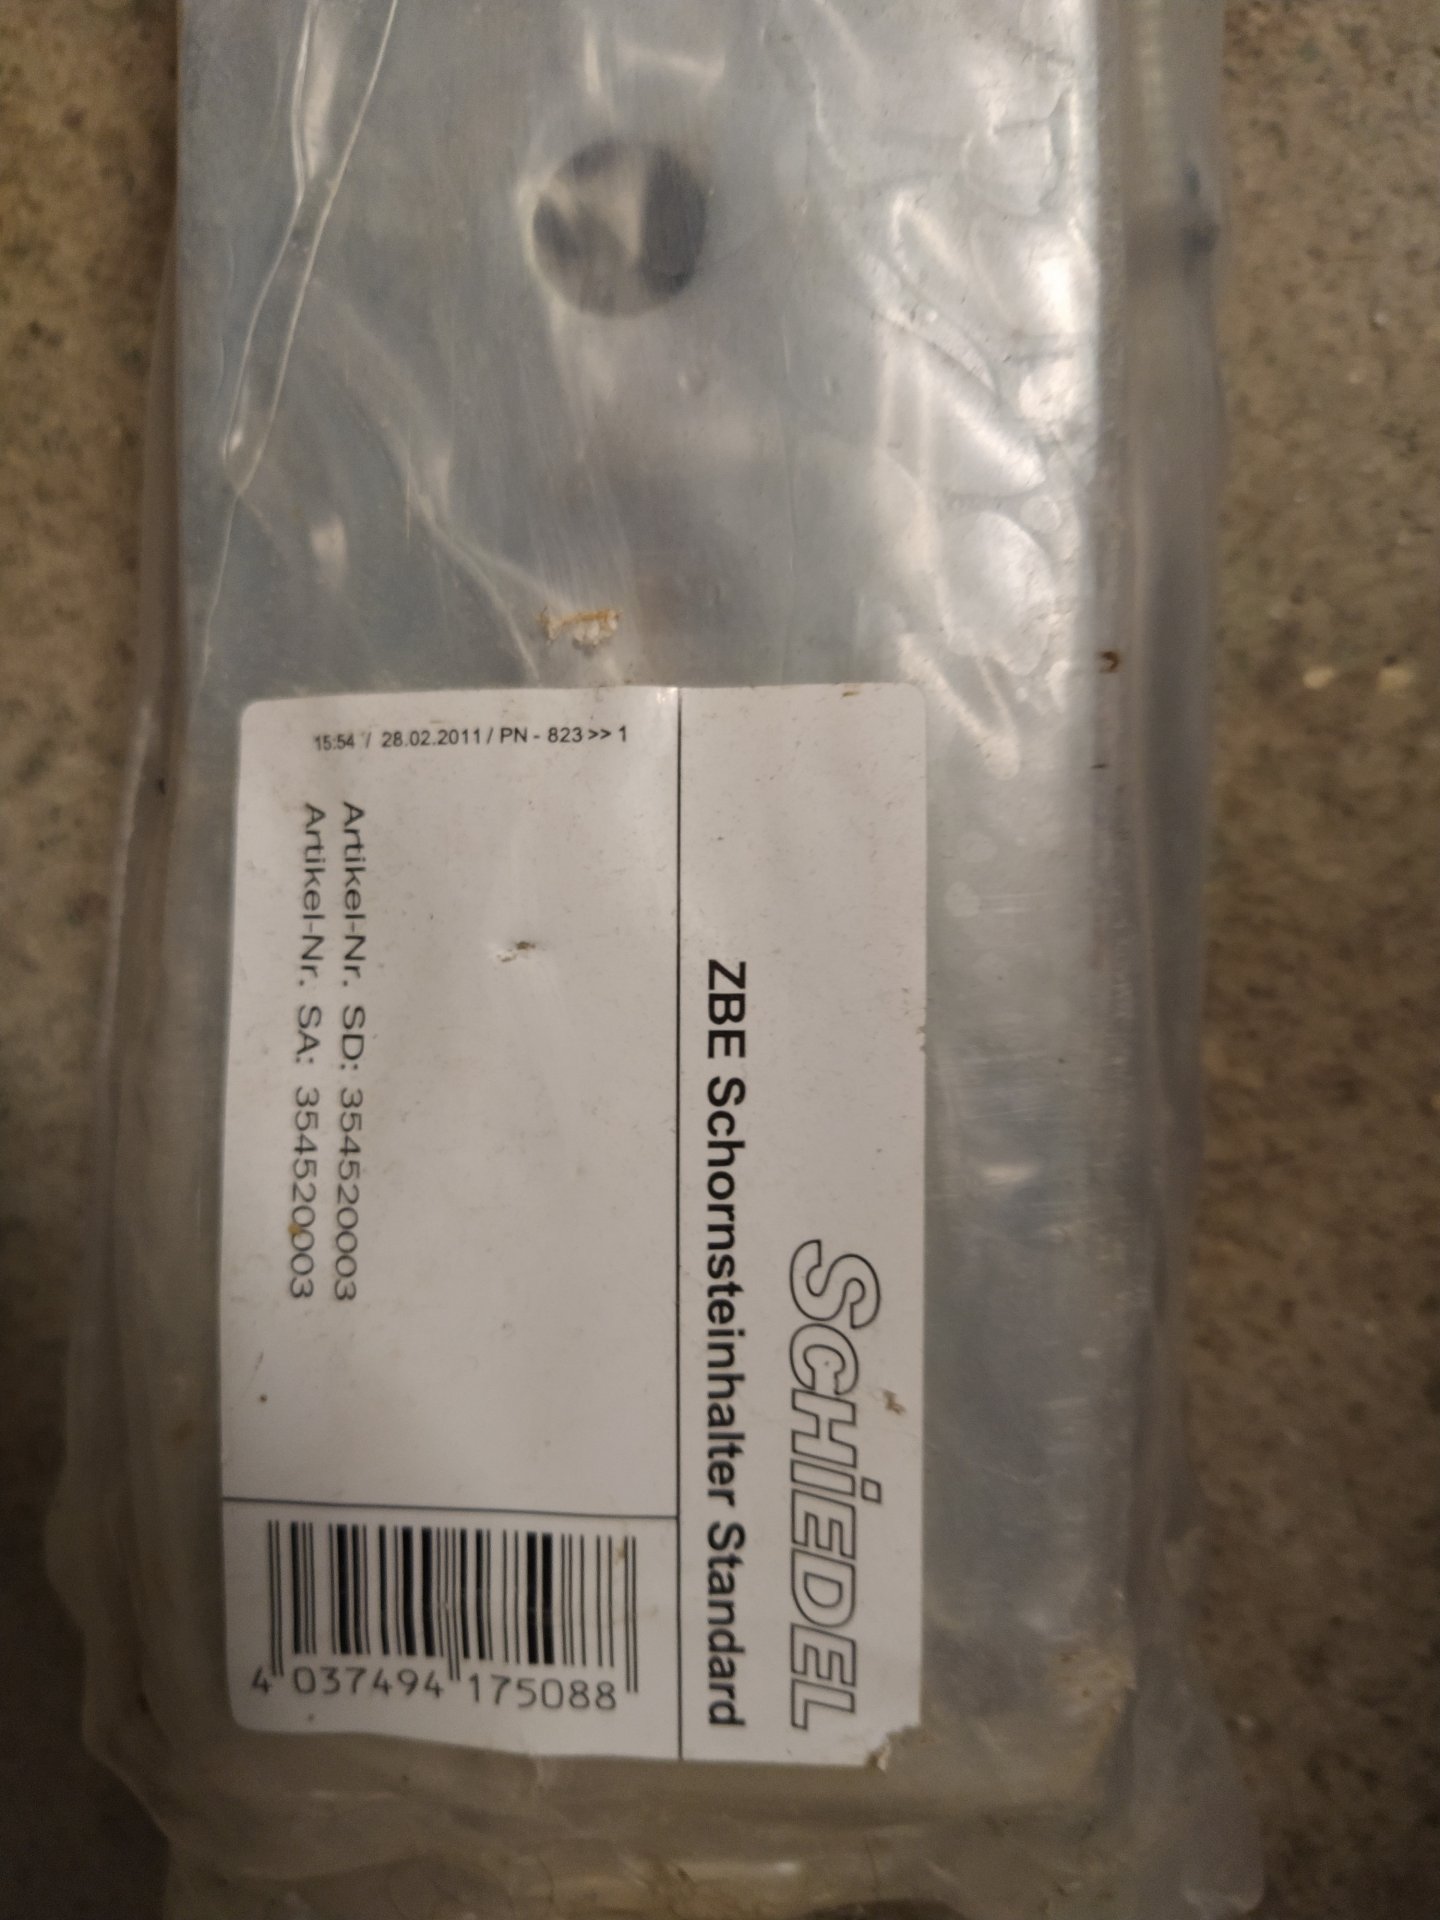 SCHIEDEL
ZBE Schornsteinhalter Standard
15:54 / 28.02.2011 / PN - 823 >> 1
Artikel-Nr. SD: 354520003
Artikel-Nr. SA: 354520003
4 037494 175088